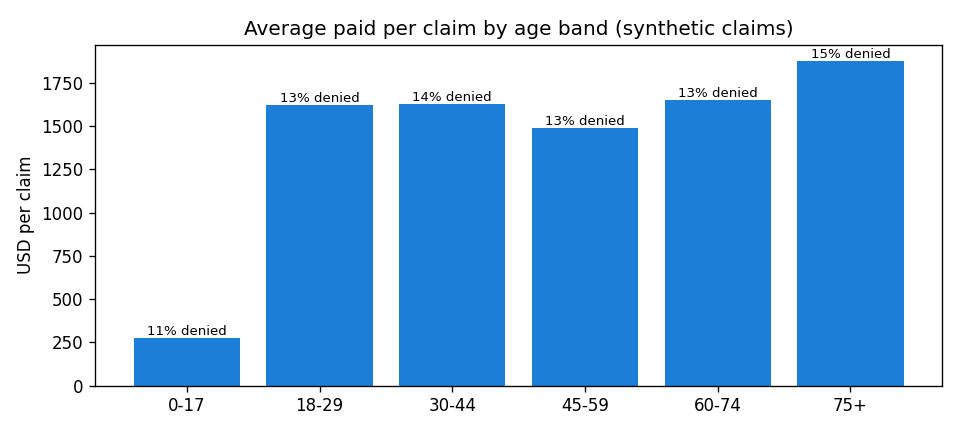 Average paid per claim by age band (synthetic claims)
USD per claim
1750
1500
1250
1000
750
500
250
0
11% denied
13% denied
14% denied
13% denied
13% denied
15% denied
0-17
18-29
30-44
45-59
60-74
75+